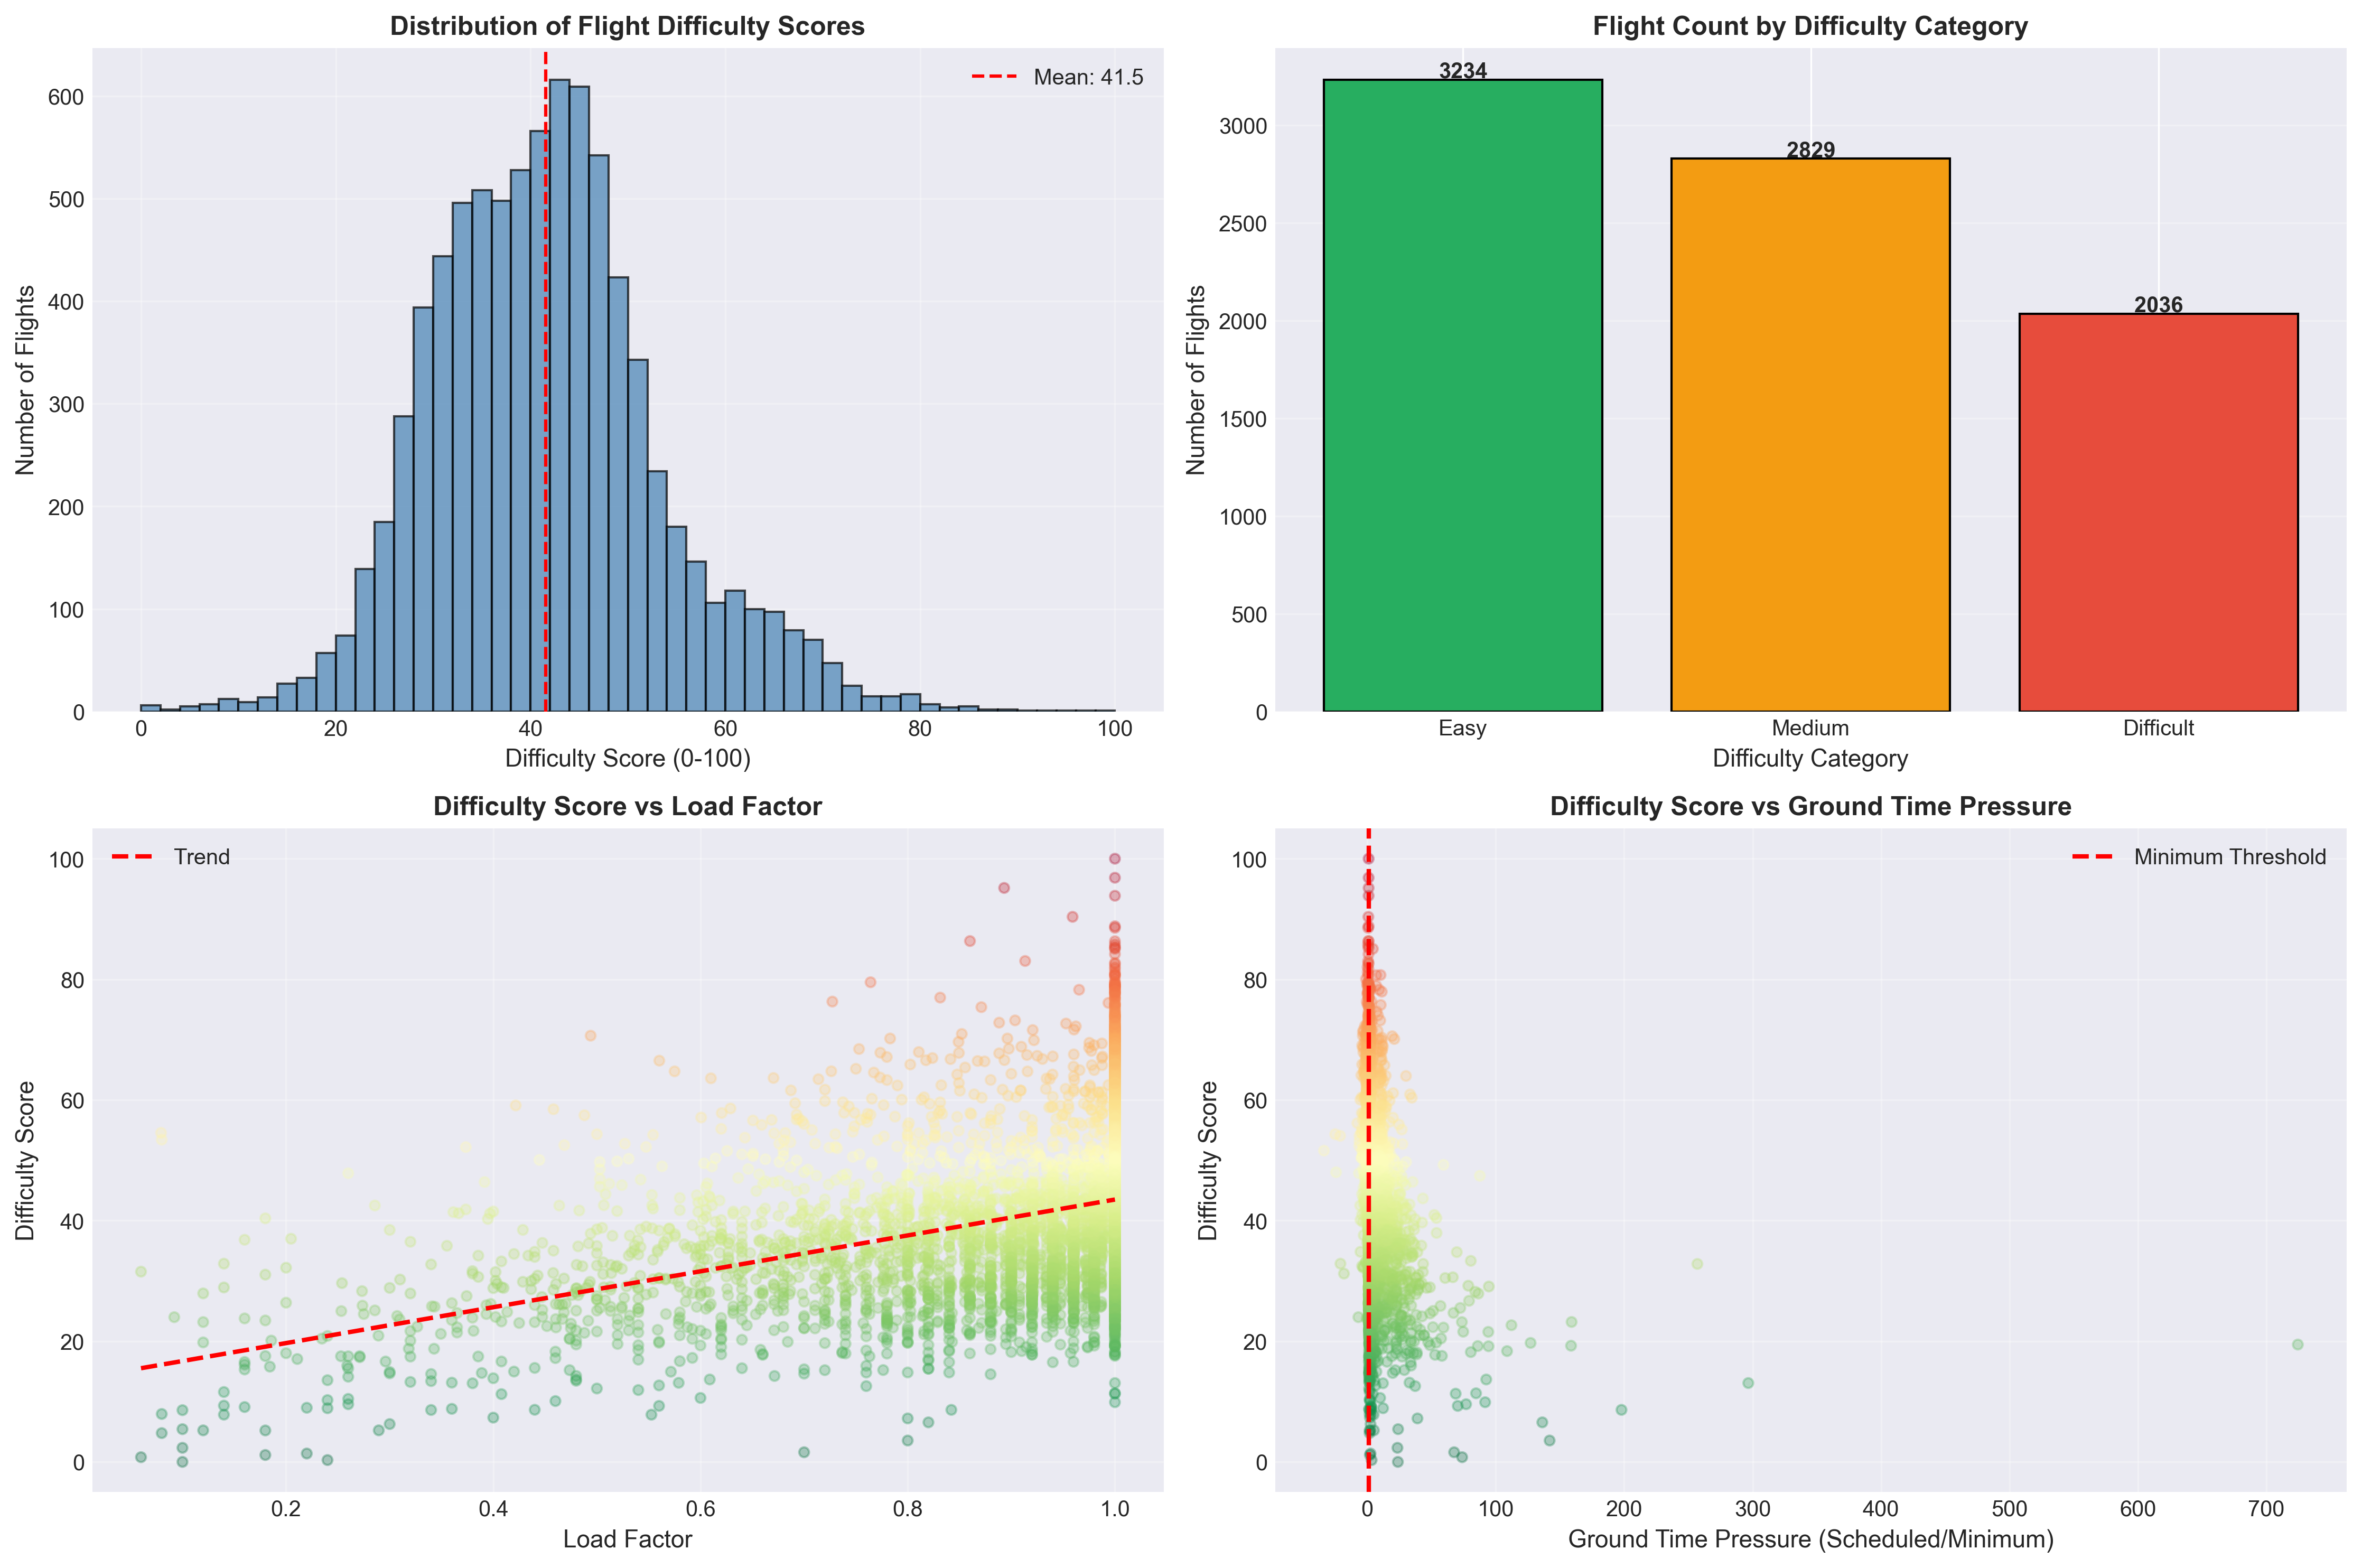 Distribution of Flight Difficulty Scores
Mean: 41.5
Number of Flights
600
500
400
300
200
100
0
0 20 40 60 80 100
Difficulty Score (0-100)
Flight Count by Difficulty Category
3234
2829
2036
Number of Flights
3000
2500
2000
1500
1000
500
0
Easy Medium Difficult
Difficulty Category
Difficulty Score vs Load Factor
Trend
Difficulty Score
100
80
60
40
20
0
0.2 0.4 0.6 0.8 1.0
Load Factor
Difficulty Score vs Ground Time Pressure
Minimum Threshold
Difficulty Score
100
80
60
40
20
0
0 100 200 300 400 500 600 700
Ground Time Pressure (Scheduled/Minimum)